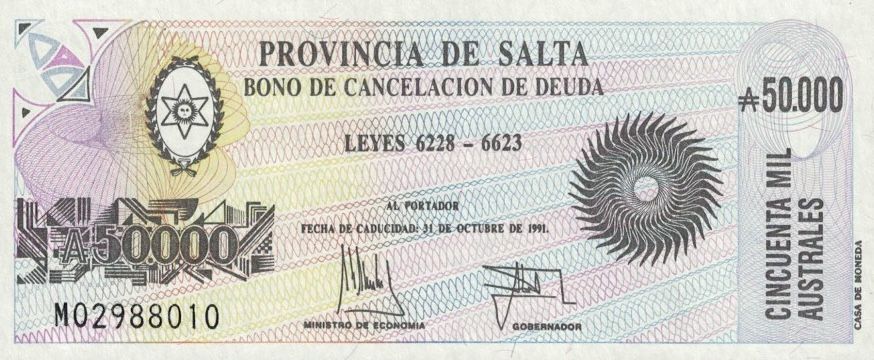 PROVINCIA DE SALTA
BONO DE CANCELACION DE DEUDA
₳50.000
LEYES 6228 - 6623
AL PORTADOR
FECHA DE CADUCIDAD: 31 DE OCTUBRE DE 1991.
₳50.000
M02988010
MINISTRO DE ECONOMIA
GOBERNADOR
CINCUENTA MIL
AUSTRALES
CASA DE MONEDA